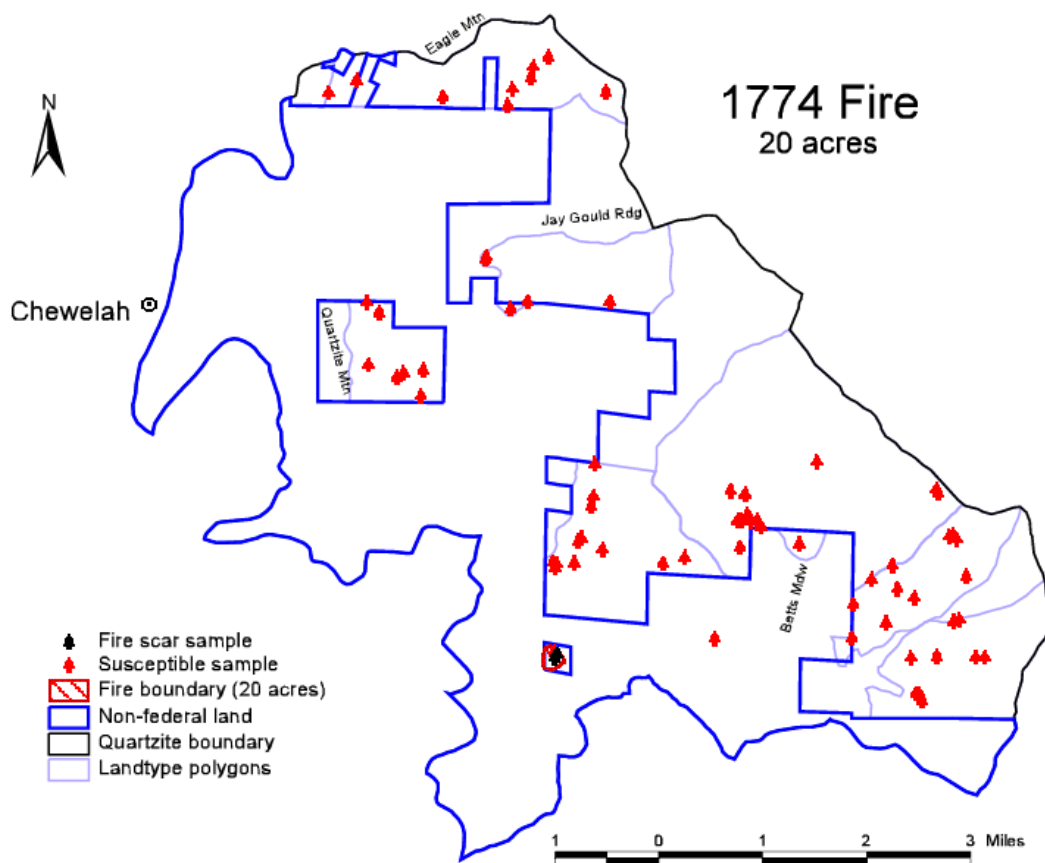 Eagle Mtn
1774 Fire
20 acres
N
Jay Gould Rdg
Chewelah
Quartzite Mtn
Betts Mdw
Fire scar sample
Susceptible sample
Fire boundary (20 acres)
Non-federal land
Quartzite boundary
Landtype polygons
1 0 1 2 3 Miles